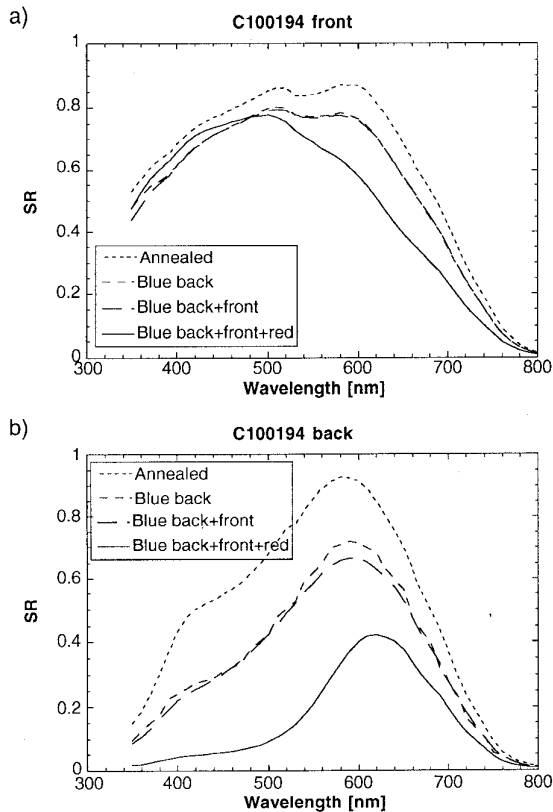 a)
C100194 front
1
0.8
0.6
0.4
0.2
0
SR
Annealed
Blue back
Blue back+front
Blue back+front+red
300 400 500 600 700 800
Wavelength [nm]
b)
C100194 back
1
0.8
0.6
0.4
0.2
0
SR
Annealed
Blue back
Blue back+front
Blue back+front+red
300 400 500 600 700 800
Wavelength [nm]